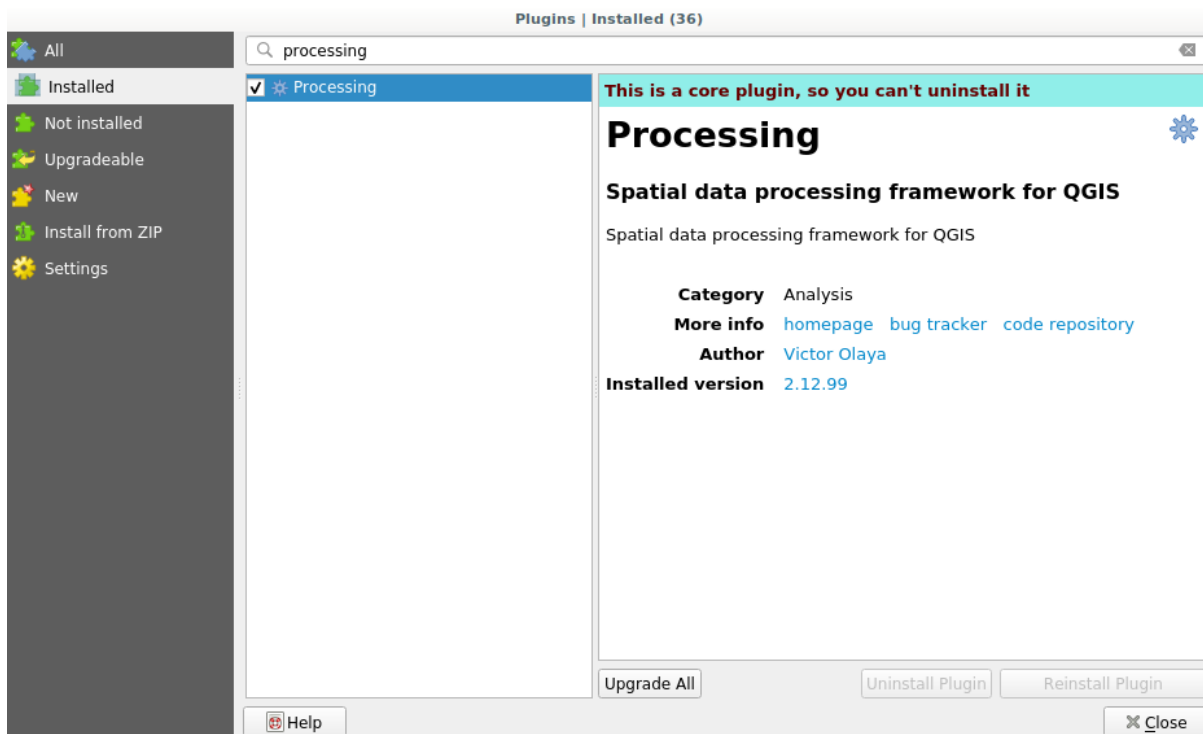 Plugins | Installed (36)
All
Installed
Not installed
Upgradeable
New
Install from ZIP
Settings
processing
Processing
This is a core plugin, so you can't uninstall it
Processing
Spatial data processing framework for QGIS
Spatial data processing framework for QGIS
Category Analysis
More info homepage bug tracker code repository
Author Victor Olaya
Installed version 2.12.99
Upgrade All Uninstall Plugin Reinstall Plugin
Help Close